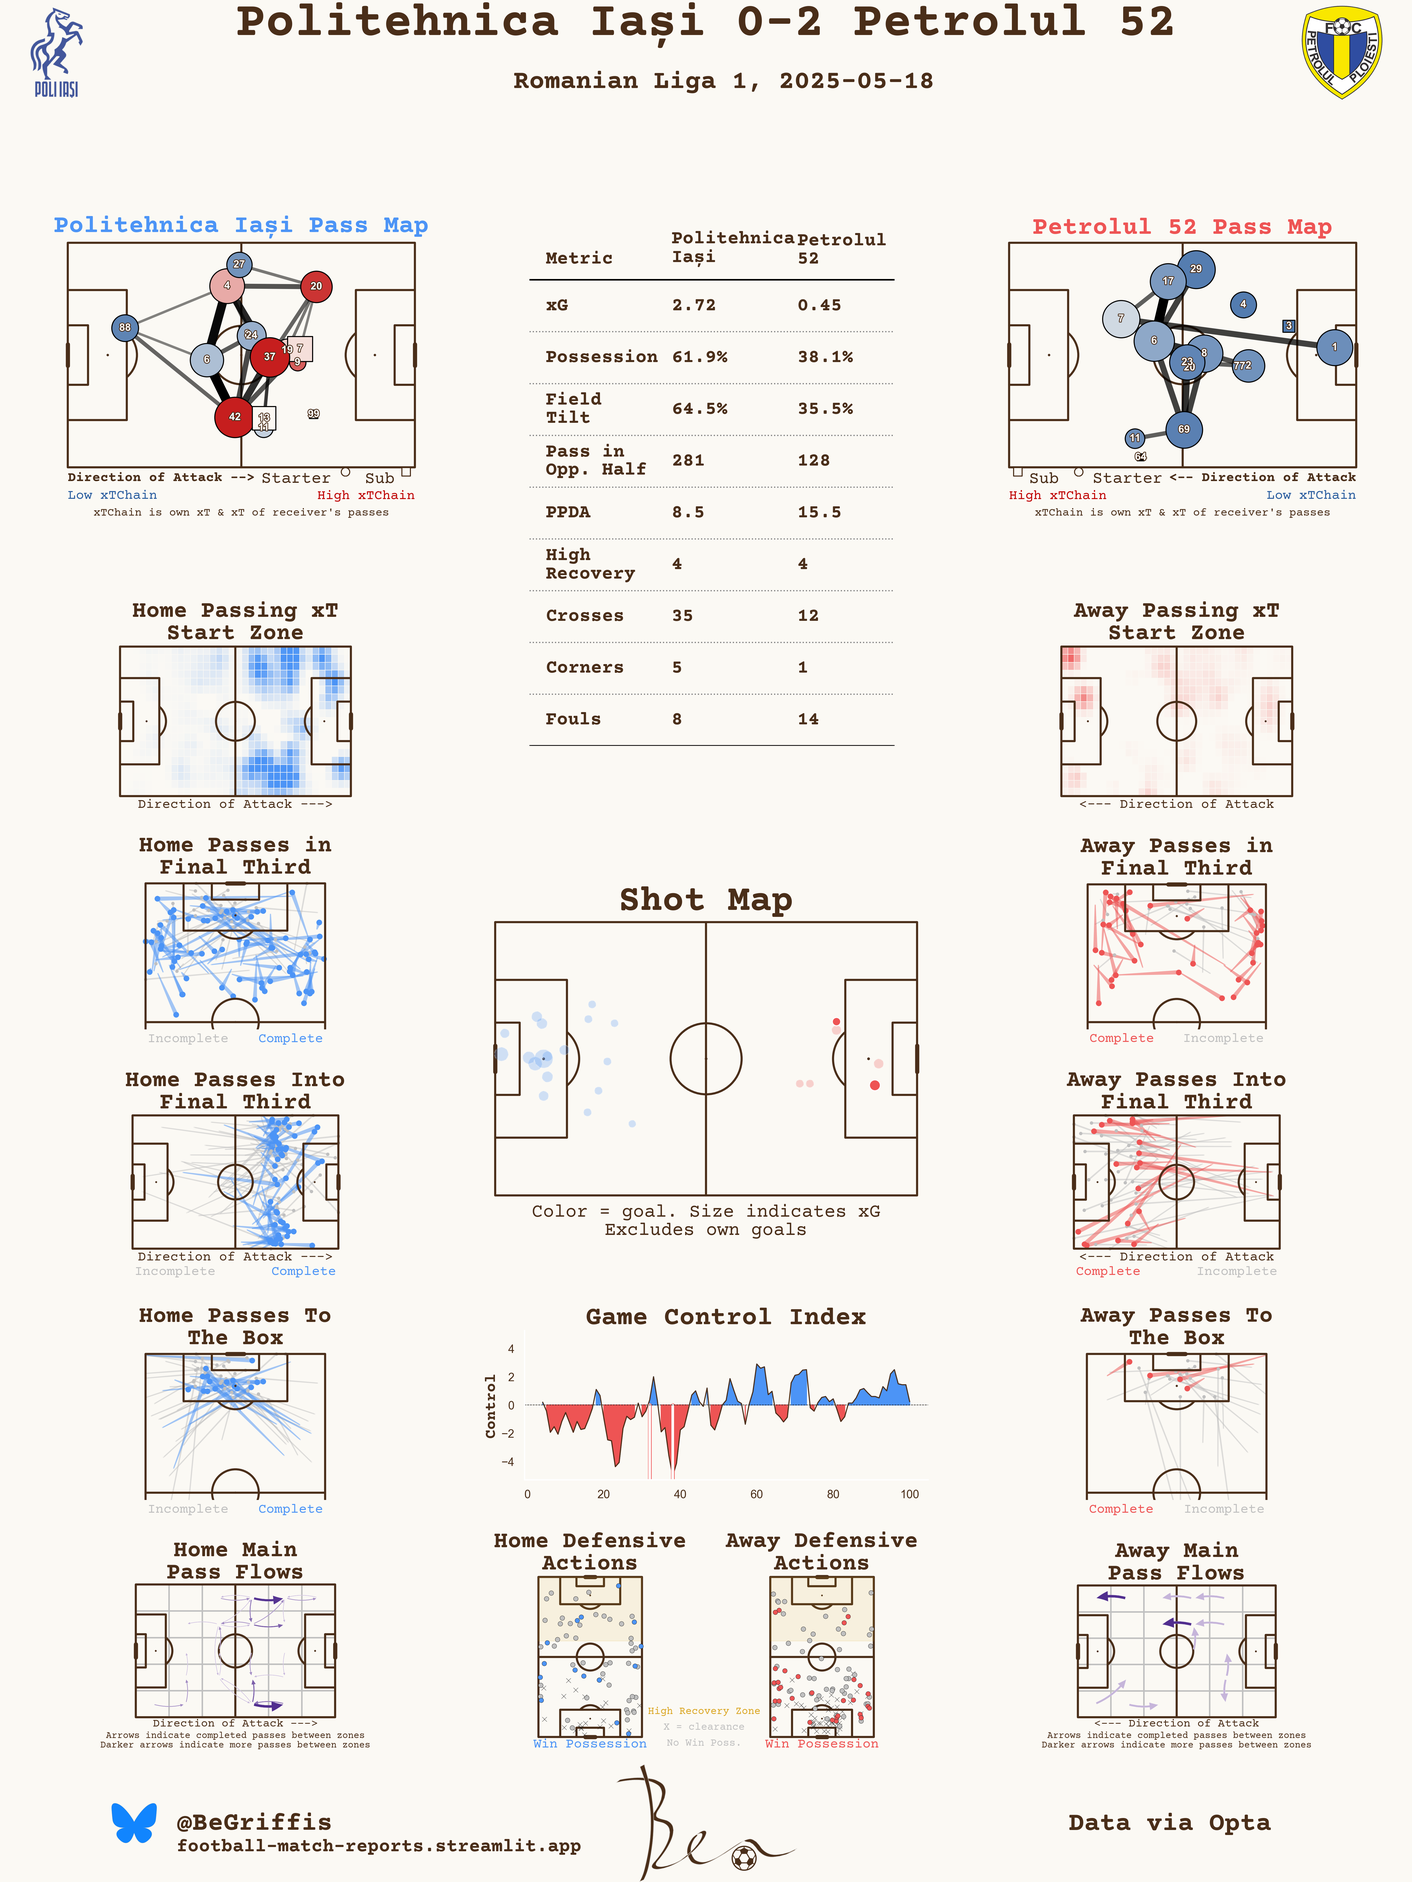 Politehnica Iași 0-2 Petrolul 52
Romanian Liga 1, 2025-05-18
POLI IAȘI
FC
PETROLUL PLOIESTI
Politehnica Iași Pass Map
27
4
20
88
24
6
37
19
7
9
42
13
11
99
Direction of Attack --> Starter Sub
Low xTChain High xTChain
xTChain is own xT & xT of receiver's passes
Metric Politehnica Iași Petrolul 52
xG 2.72 0.45
Possession 61.9% 38.1%
Field Tilt 64.5% 35.5%
Pass in Opp. Half 281 128
PPDA 8.5 15.5
High Recovery 4 4
Crosses 35 12
Corners 5 1
Fouls 8 14
Petrolul 52 Pass Map
29
17
4
7
3
6
1
8
23
20
772
69
11
64
Sub Starter <-- Direction of Attack
High xTChain Low xTChain
xTChain is own xT & xT of receiver's passes
Home Passing xT
Start Zone
Direction of Attack --->
Away Passing xT
Start Zone
<--- Direction of Attack
Home Passes in
Final Third
Incomplete Complete
Away Passes in
Final Third
Complete Incomplete
Shot Map
Color = goal. Size indicates xG
Excludes own goals
Home Passes Into
Final Third
Direction of Attack --->
Incomplete Complete
Away Passes Into
Final Third
<--- Direction of Attack
Complete Incomplete
Home Passes To
The Box
Incomplete Complete
Game Control Index
Control
4
2
0
−2
−4
0 20 40 60 80 100
Away Passes To
The Box
Complete Incomplete
Home Main
Pass Flows
Direction of Attack --->
Arrows indicate completed passes between zones
Darker arrows indicate more passes between zones
Home Defensive
Actions
Win Possession
High Recovery Zone
X = clearance
No Win Poss.
Away Defensive
Actions
Win Possession
Away Main
Pass Flows
<--- Direction of Attack
Arrows indicate completed passes between zones
Darker arrows indicate more passes between zones
@BeGriffis
football-match-reports.streamlit.app
Ben
Data via Opta